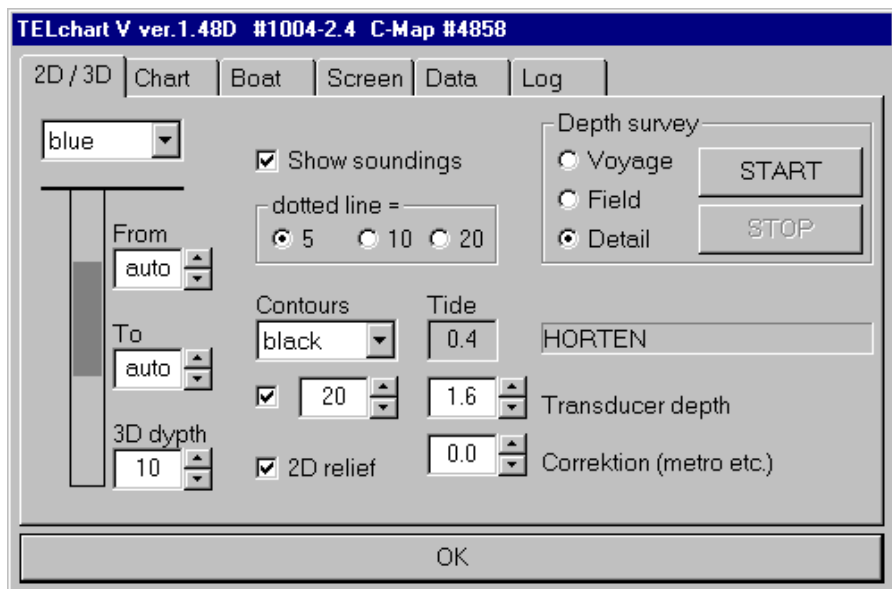 TELchart V ver.1.48D #1004-2.4 C-Map #4858
2D / 3D Chart Boat Screen Data Log
blue
From
auto
To
auto
3D dypth
10
Show soundings
dotted line =
5 10 20
Contours
black
20
2D relief
Tide
0.4
1.6
0.0
Depth survey
Voyage
Field
Detail
START
STOP
HORTEN
Transducer depth
Correktion (metro etc.)
OK